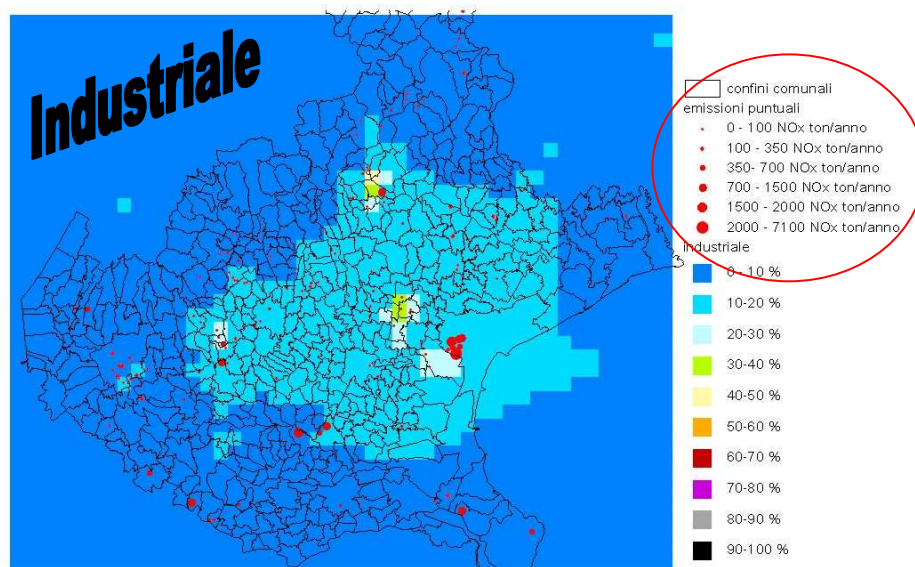 Industriale
confini comunali
emissioni puntuali
0 - 100 NOx ton/anno
100 - 350 NOx ton/anno
350- 700 NOx ton/anno
700 - 1500 NOx ton/anno
1500 - 2000 NOx ton/anno
2000 - 7100 NOx ton/anno
industriale
0 - 10 %
10-20 %
20-30 %
30-40 %
40-50 %
50-60 %
60-70 %
70-80 %
80-90 %
90-100 %